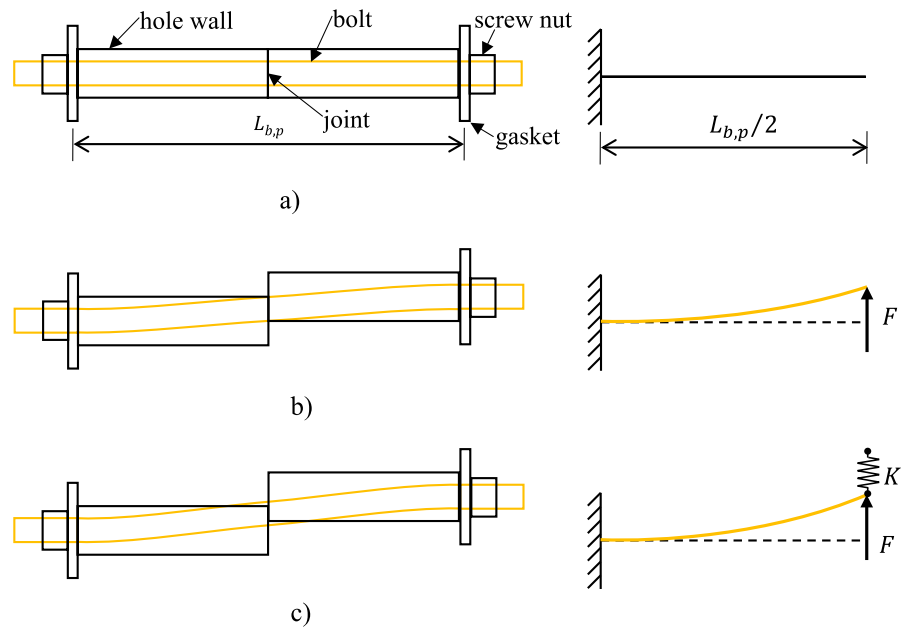 hole wall
bolt
screw nut
joint
gasket
L_{b,p}
L_{b,p}/2
a)
F
b)
K
F
c)